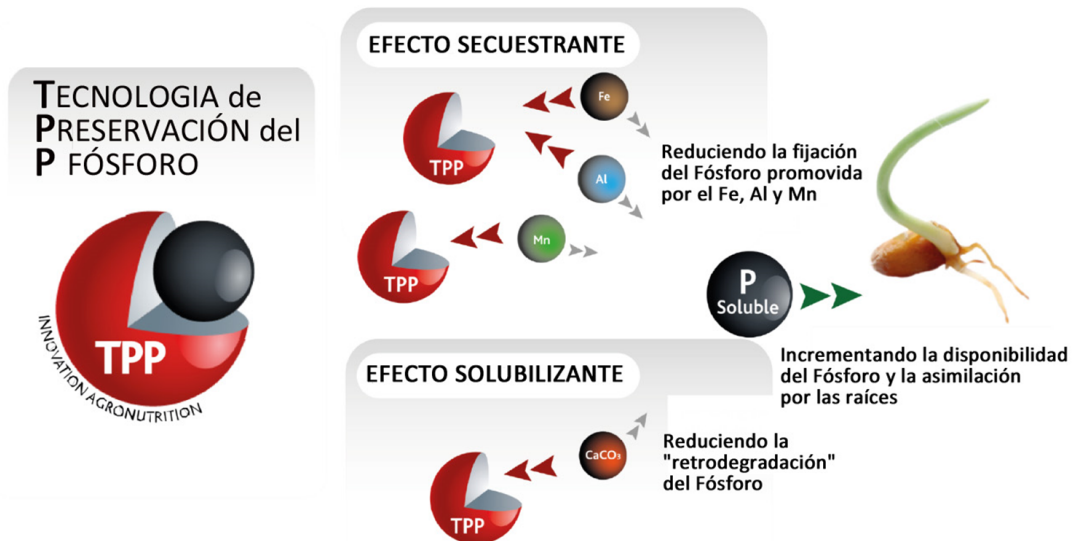 TECNOLOGIA de
PRESERVACIÓN del
P FÓSFORO
TPP
INNOVATION AGRONUTRITION
EFECTO SECUESTRANTE
Fe
TPP
Al
Mn
TPP
Reduciendo la fijación
del Fósforo promovida
por el Fe, Al y Mn
P
Soluble
Incrementando la disponibilidad
del Fósforo y la asimilación
por las raíces
EFECTO SOLUBILIZANTE
CaCO₃
TPP
Reduciendo la
"retrodegradación"
del Fósforo